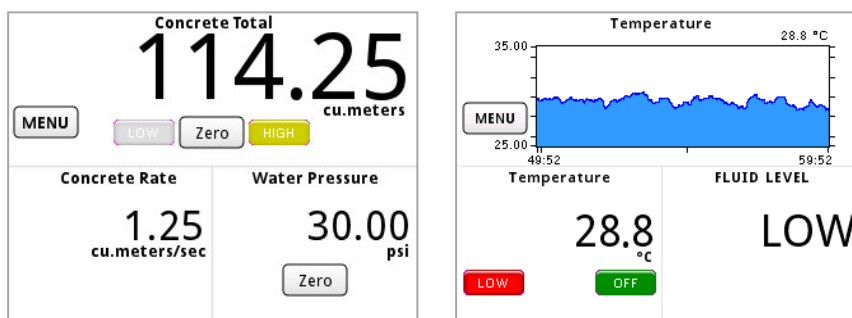 Concrete Total
114.25
cu.meters
MENU
LOW Zero HIGH
Concrete Rate
1.25
cu.meters/sec
Water Pressure
30.00
psi
Zero
Temperature
28.8 °C
35.00
MENU
25.00
49:52 59:52
Temperature
28.8
°C
LOW OFF
FLUID LEVEL
LOW